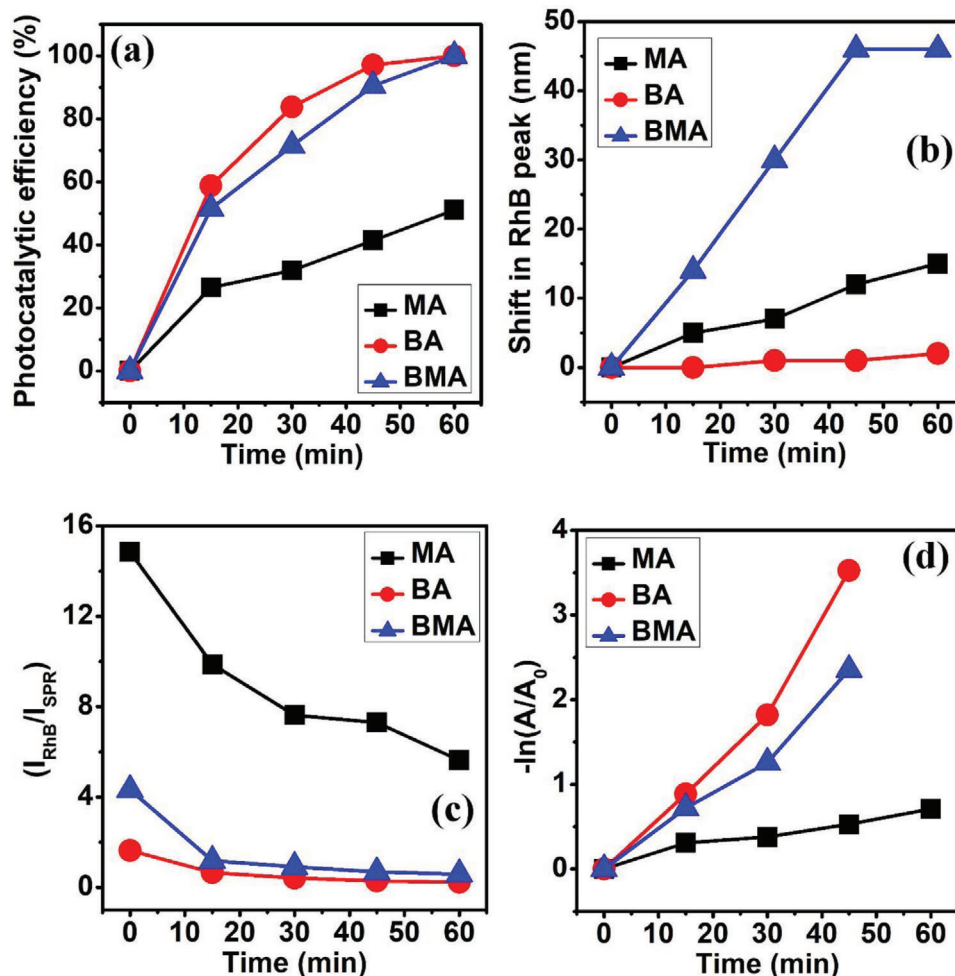 (a)
Photocatalytic efficiency (%)
100
80
60
40
20
0
MA
BA
BMA
0 10 20 30 40 50 60
Time (min)
(b)
Shift in RhB peak (nm)
50
40
30
20
10
0
MA
BA
BMA
0 10 20 30 40 50 60
Time (min)
(c)
(I_RhB/I_SPR)
16
12
8
4
0
MA
BA
BMA
0 10 20 30 40 50 60
Time (min)
(d)
-ln(A/A₀)
4
3
2
1
0
MA
BA
BMA
0 10 20 30 40 50 60
Time (min)